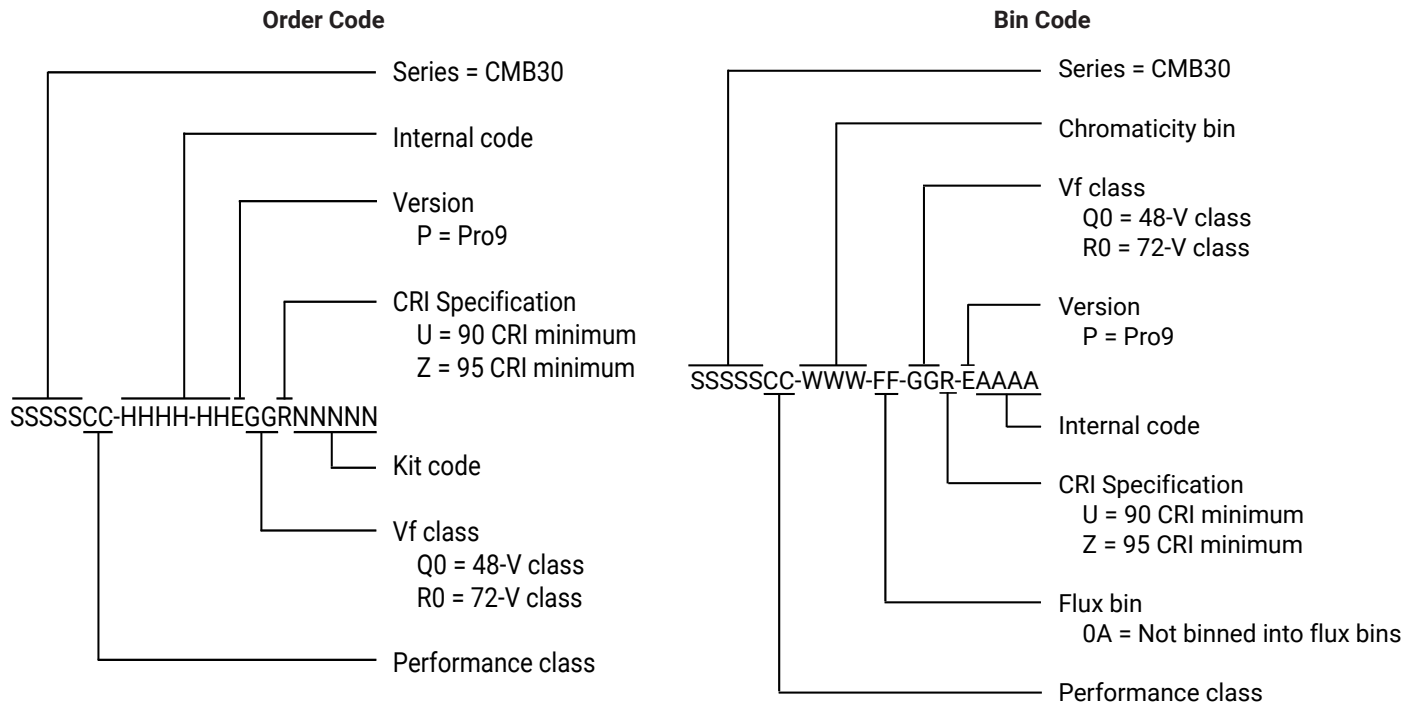 Order Code
Series = CMB30
Internal code
Version
P = Pro9
CRI Specification
U = 90 CRI minimum
Z = 95 CRI minimum
SSSSSCC-HHHH-HHEGGRNNNNN
Kit code
Vf class
Q0 = 48-V class
R0 = 72-V class
Performance class
Bin Code
Series = CMB30
Chromaticity bin
Vf class
Q0 = 48-V class
R0 = 72-V class
Version
P = Pro9
SSSSSCC-WWW-FF-GGR-EAAAA
Internal code
CRI Specification
U = 90 CRI minimum
Z = 95 CRI minimum
Flux bin
0A = Not binned into flux bins
Performance class